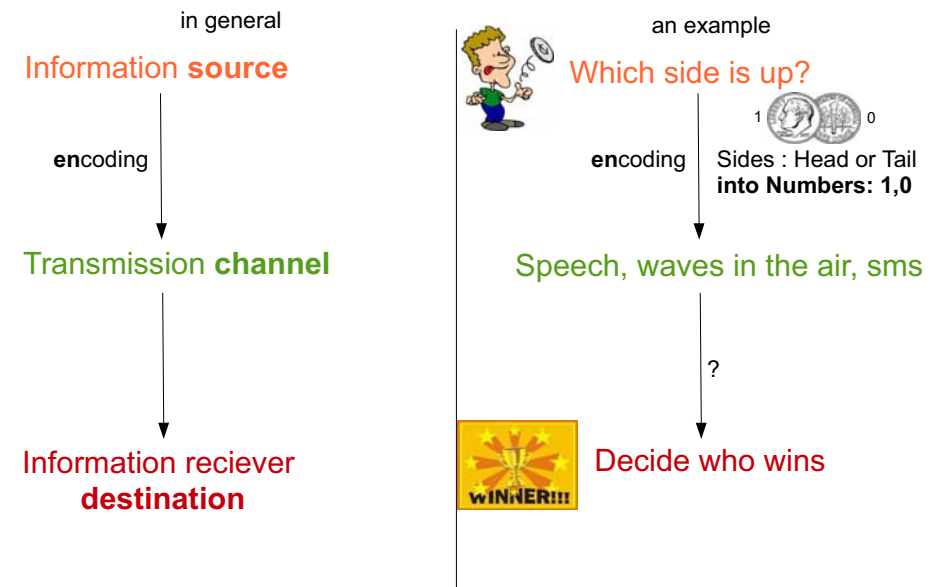 in general
Information source
encoding
Transmission channel
Information reciever
destination
an example
Which side is up?
1
0
encoding
Sides : Head or Tail
into Numbers: 1,0
Speech, waves in the air, sms
?
WINNER!!!
Decide who wins